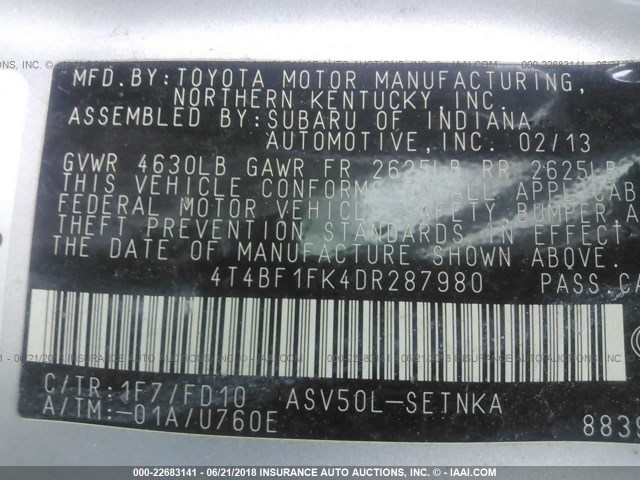 MFD.BY:TOYOTA MOTOR MANUFACTURING,
NORTHERN KENTUCKY,INC.
ASSEMBLED BY:SUBARU OF INDIANA
AUTOMOTIVE,INC. 02/13
GVWR 4630LB GAWR FR 2625LB RR 2625LB
THIS VEHICLE CONFORMS ALL
FEDERAL MOTOR SAFETY BUMPER
THEFT PREVENTION STANDARDS IN EFFECT
THE DATE OF MANUFACTURE SHOWN ABOVE.
4T4BF1FK4DR287980 PASS
C/TR:1F7/FD10 ASV50L-SETNKA
A/TM:-01A/U760E
000-22683141 - 06/21/2018 INSURANCE AUTO AUCTIONS, INC. - IAAI.COM